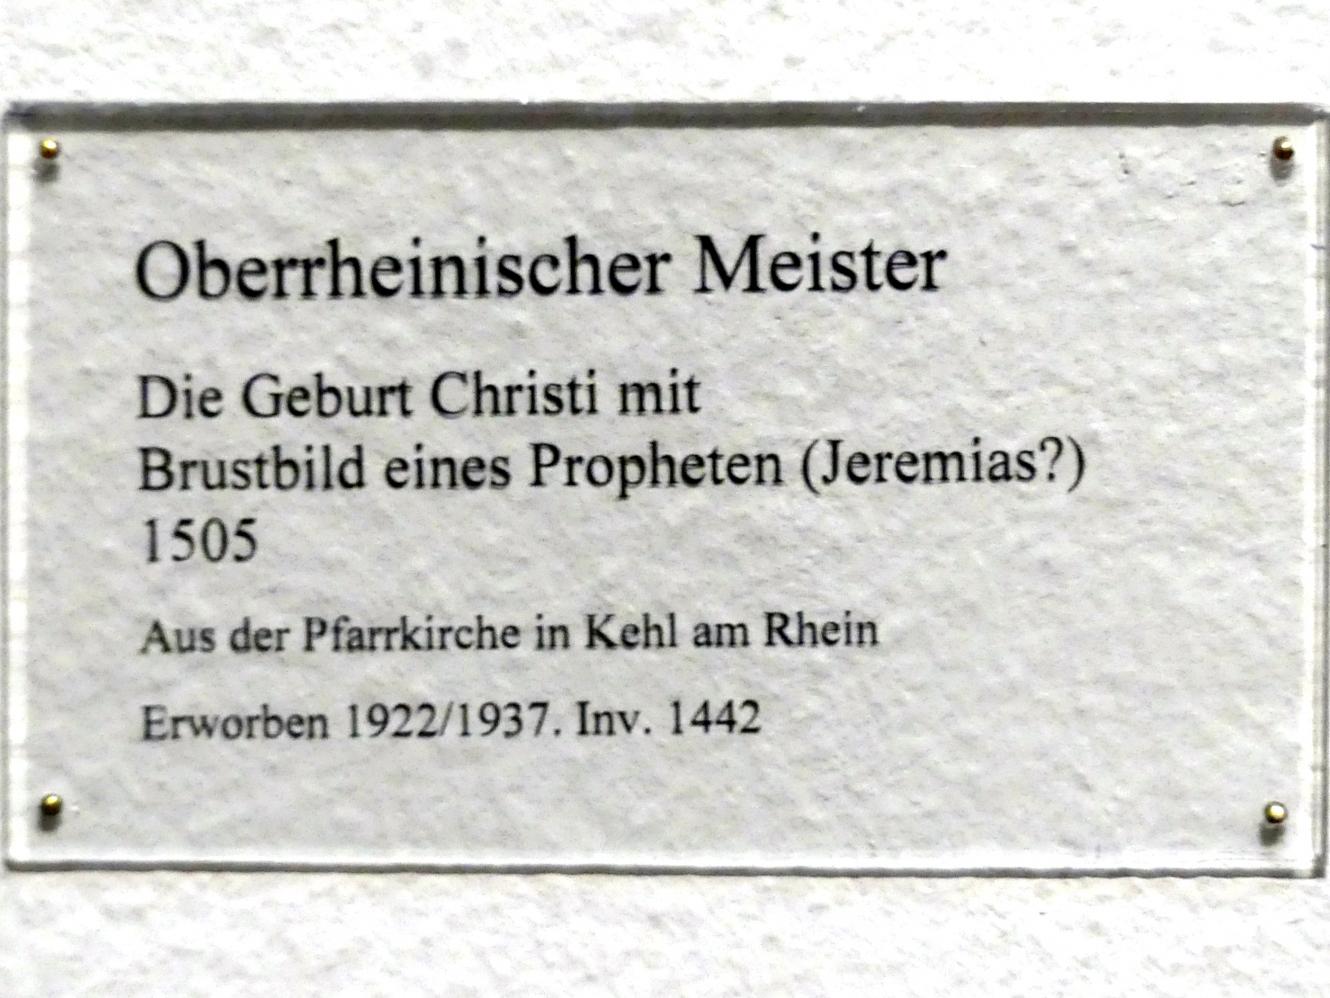 Oberrheinischer Meister
Die Geburt Christi mit
Brustbild eines Propheten (Jeremias?)
1505
Aus der Pfarrkirche in Kehl am Rhein
Erworben 1922/1937. Inv. 1442